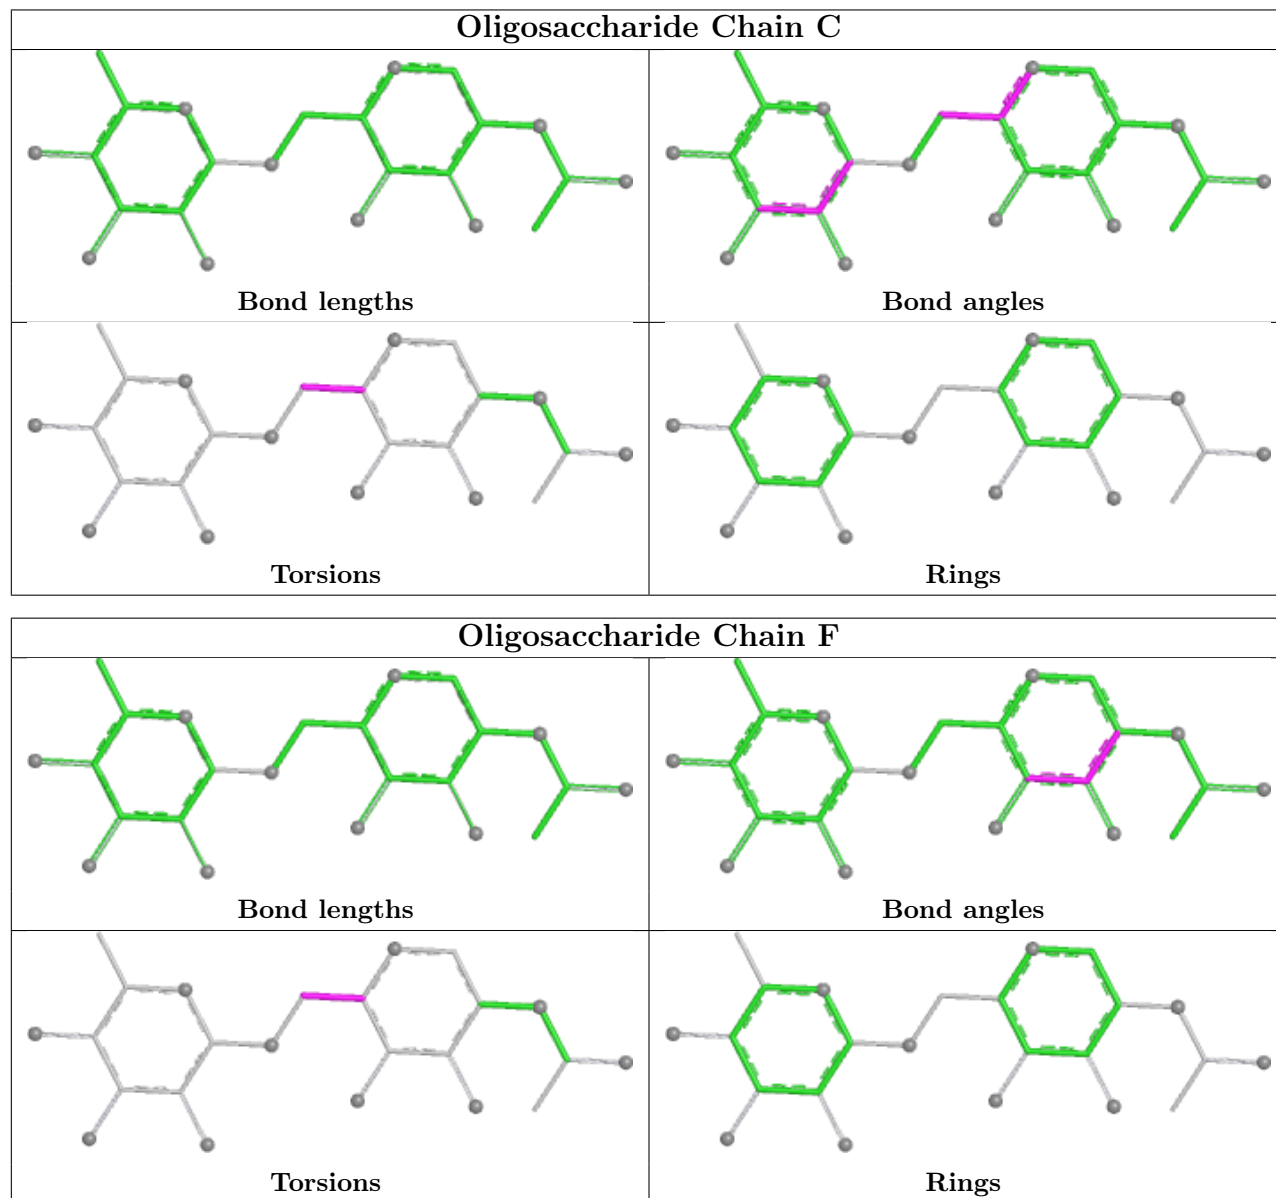 Oligosaccharide Chain C
Bond lengths
Bond angles
Torsions
Rings
Oligosaccharide Chain F
Bond lengths
Bond angles
Torsions
Rings